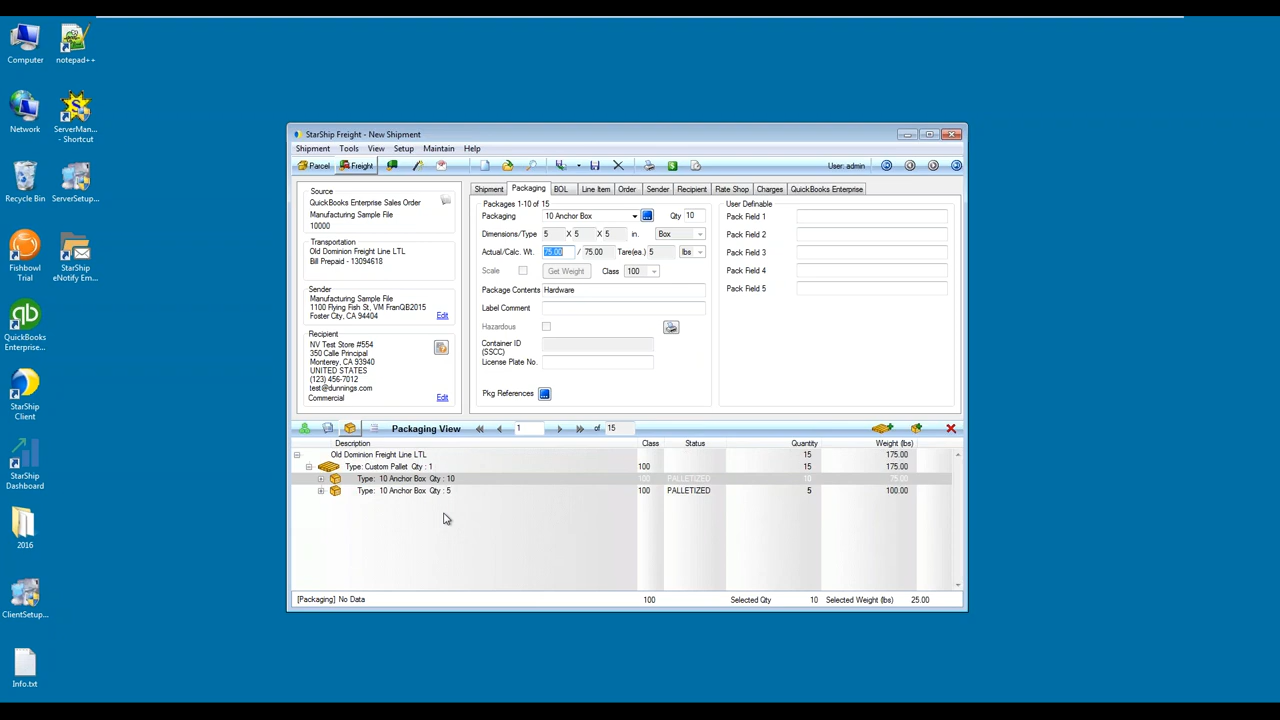 Computer
notepad++
Network
ServerMan...
- Shortcut
Recycle Bin
ServerSetup...
Fishbowl
Trial
StarShip
eNotify Em...
QuickBooks
Enterprise...
StarShip
Client
StarShip
Dashboard
2016
ClientSetup...
Info.txt
StarShip Freight - New Shipment
Shipment Tools View Setup Maintain Help
Parcel Freight User: admin
Source
QuickBooks Enterprise Sales Order
Manufacturing Sample File
10000
Transportation
Old Dominion Freight Line LTL
Bill Prepaid - 13094618
Sender
Manufacturing Sample File
1100 Flying Fish St, VM FranQB2015
Foster City, CA 94404 Edit
Recipient
NV Test Store #554
350 Calle Principal
Monterey, CA 93940
UNITED STATES
(123) 456-7012
test@dunnings.com
Commercial Edit
Shipment Packaging BOL Line Item Order Sender Recipient Rate Shop Charges QuickBooks Enterprise
Packages 1-10 of 15
Packaging 10 Anchor Box Qty 10
Dimensions/Type 5 X 5 X 5 in. Box
Actual/Calc. Wt. 75.00 / 75.00 Tare(ea.) 5 lbs
Scale Get Weight Class 100
Package Contents Hardware
Label Comment
Hazardous
Container ID
(SSCC)
License Plate No.
Pkg References
User Definable
Pack Field 1
Pack Field 2
Pack Field 3
Pack Field 4
Pack Field 5
Packaging View 1 of 15
Description Class Status Quantity Weight (lbs)
Old Dominion Freight Line LTL 15 175.00
Type: Custom Pallet Qty : 1 100 15 175.00
Type: 10 Anchor Box Qty : 10 100 PALLETIZED 10 75.00
Type: 10 Anchor Box Qty : 5 100 PALLETIZED 5 100.00
[Packaging] No Data 100 Selected Qty 10 Selected Weight (lbs) 25.00